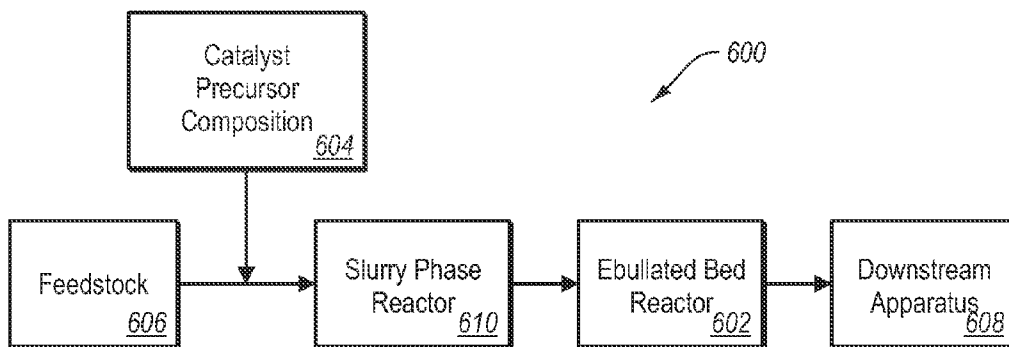 Catalyst
Precursor
Composition
604
600
Feedstock
606
Slurry Phase
Reactor
610
Ebullated Bed
Reactor
602
Downstream
Apparatus
608